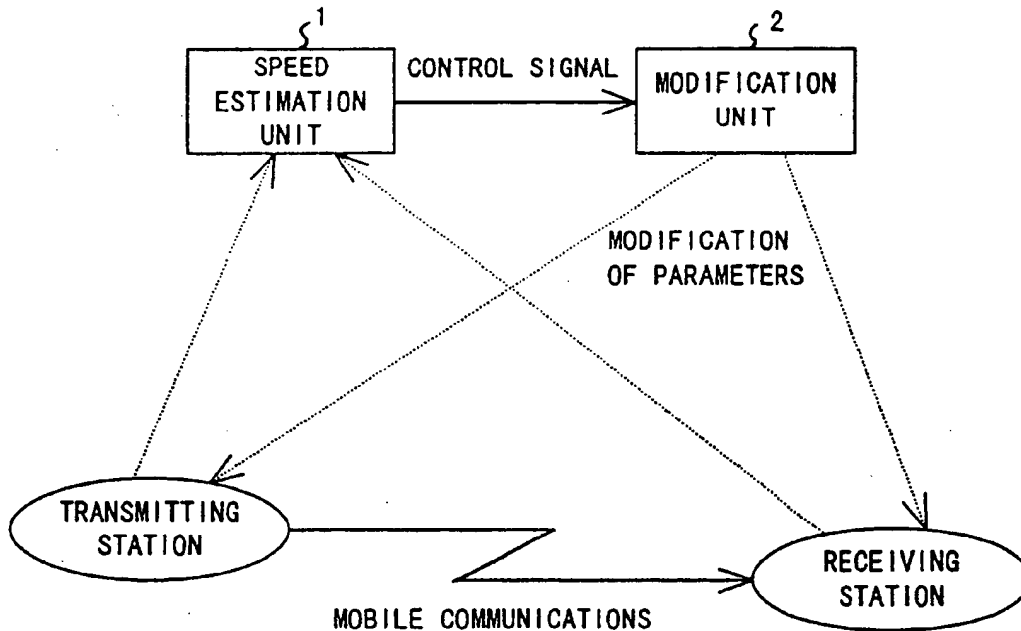 1
2
SPEED
ESTIMATION
UNIT
CONTROL SIGNAL
MODIFICATION
UNIT
MODIFICATION
OF PARAMETERS
TRANSMITTING
STATION
RECEIVING
STATION
MOBILE COMMUNICATIONS